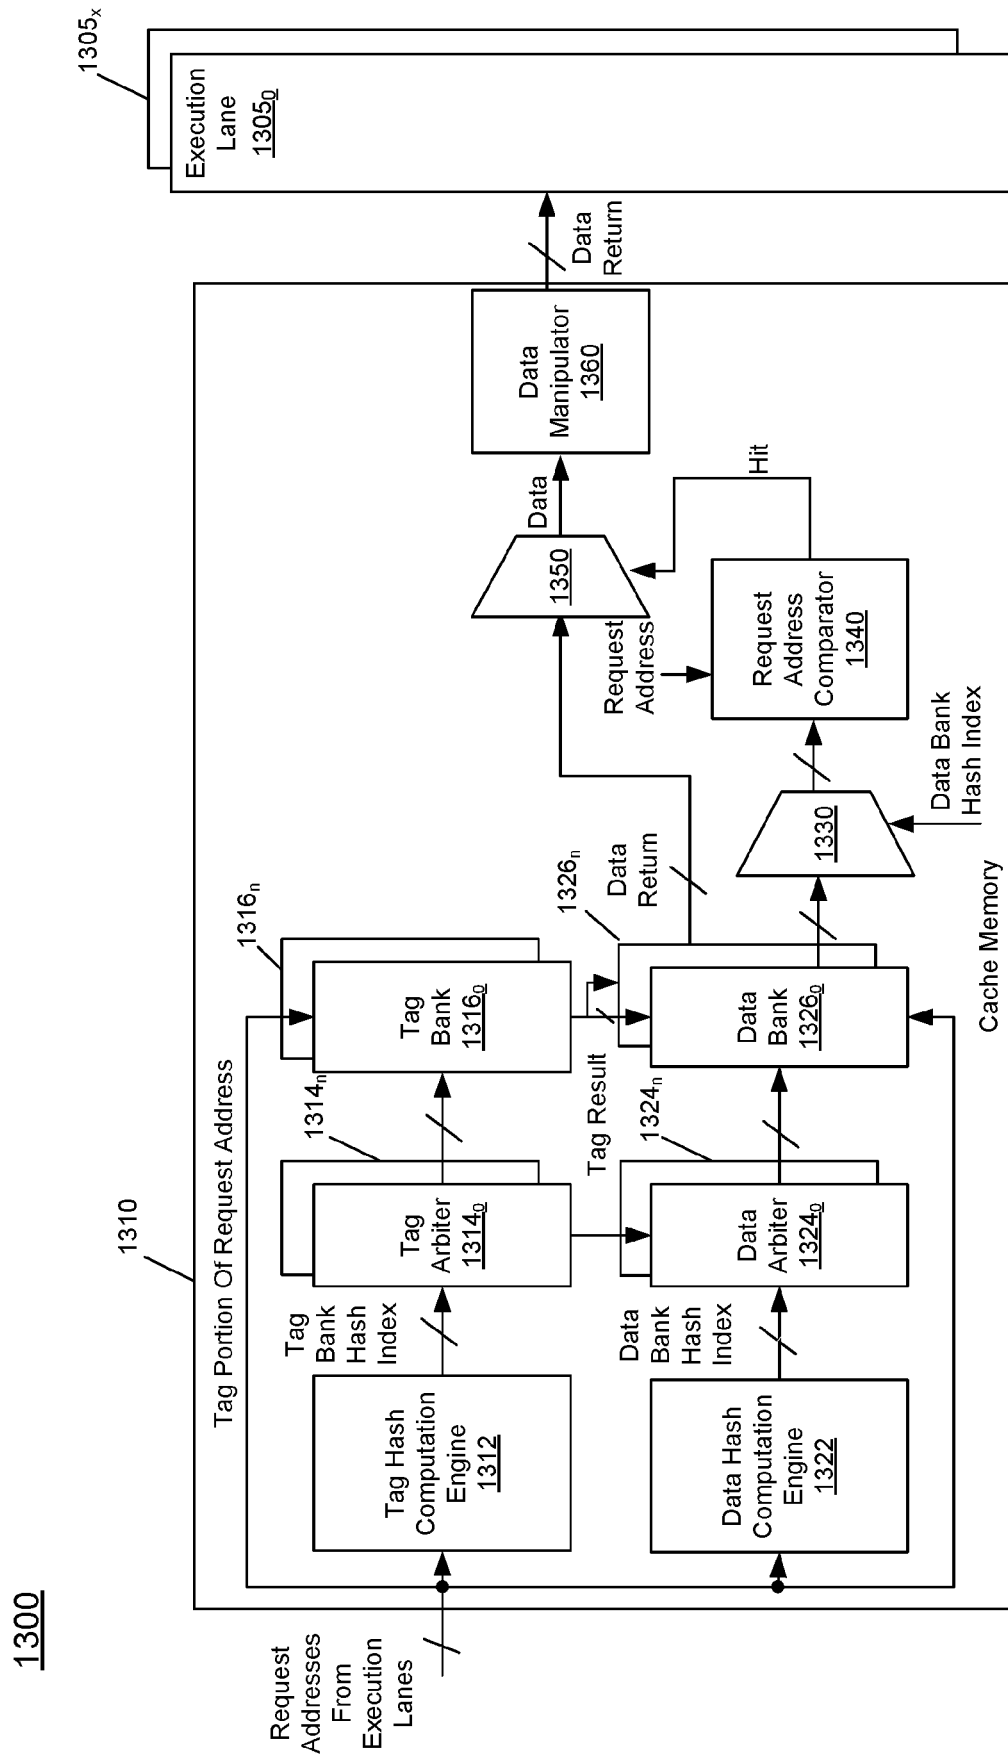 1300
Request
Addresses
From
Execution
Lanes
1310
Tag Portion Of Request Address
Tag Hash
Computation
Engine
1312
Tag
Bank
Hash
Index
Tag
Arbiter
1314₀
1314ₙ
Tag
Bank
1316₀
1316ₙ
Data Hash
Computation
Engine
1322
Data
Bank
Hash
Index
Data
Arbiter
1324₀
1324ₙ
Tag Result
Data
Bank
1326₀
1326ₙ
Data
Return
1330
Data Bank
Hash Index
Cache Memory
Request
Address
Request
Address
Comparator
1340
Hit
1350
Data
Data
Manipulator
1360
Data
Return
Execution
Lane
1305₀
1305ₓ